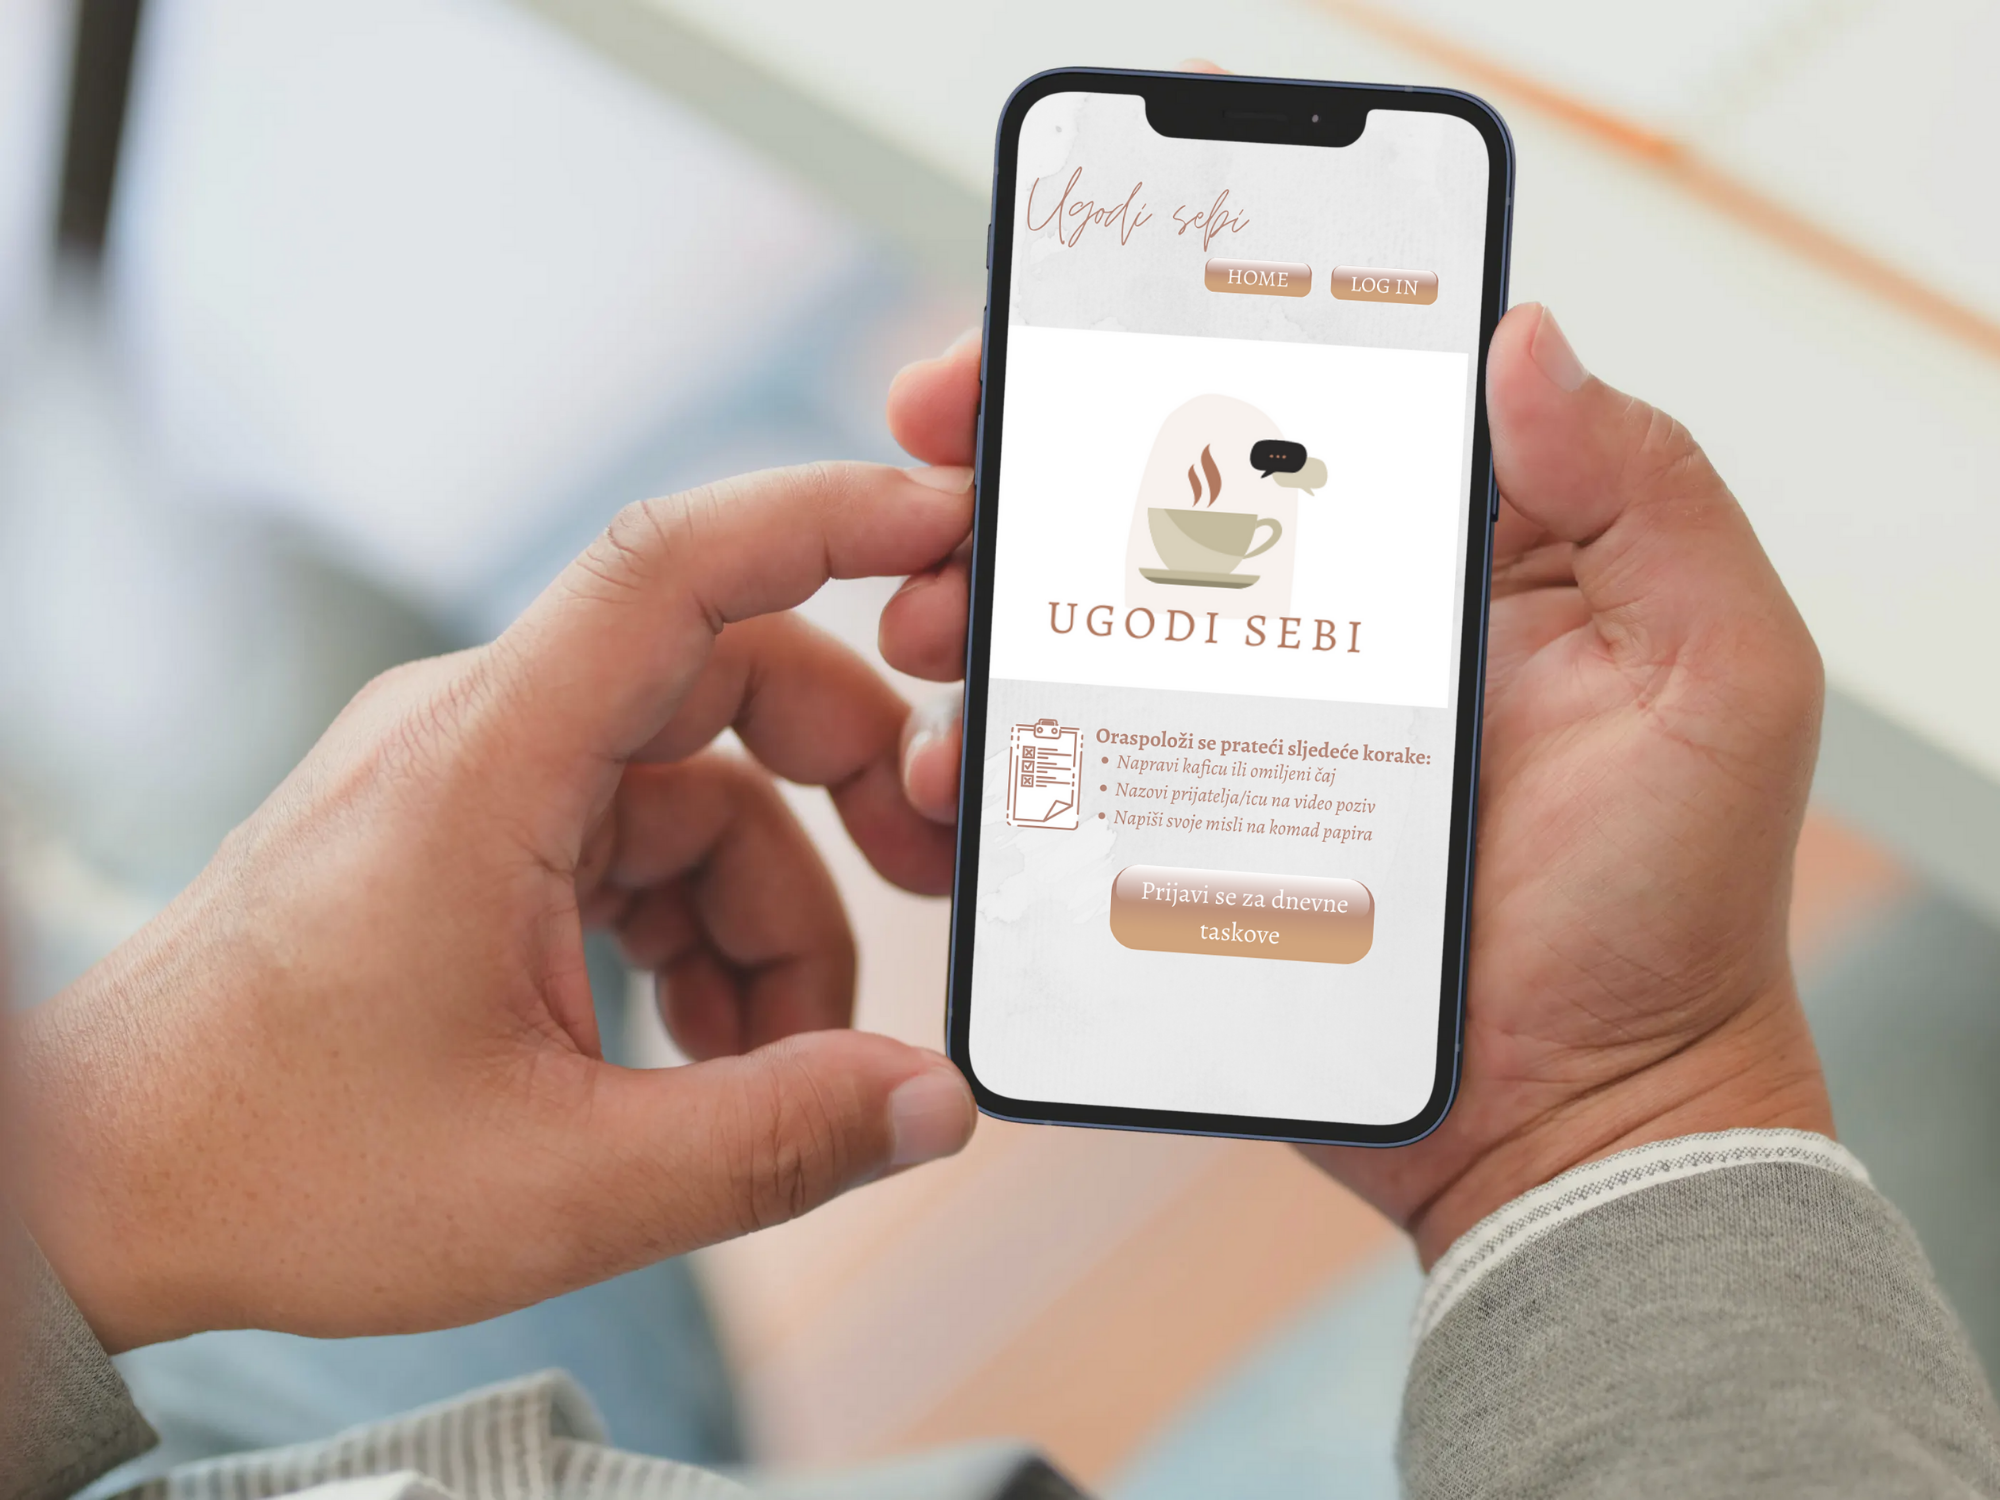 Ugodi sebi
HOME
LOG IN
UGODI SEBI
Oraspoloži se prateći sljedeće korake:
• Napravi kaficu ili omiljeni čaj
• Nazovi prijatelja/icu na video poziv
• Napiši svoje misli na komad papira
Prijavi se za dnevne
taskove